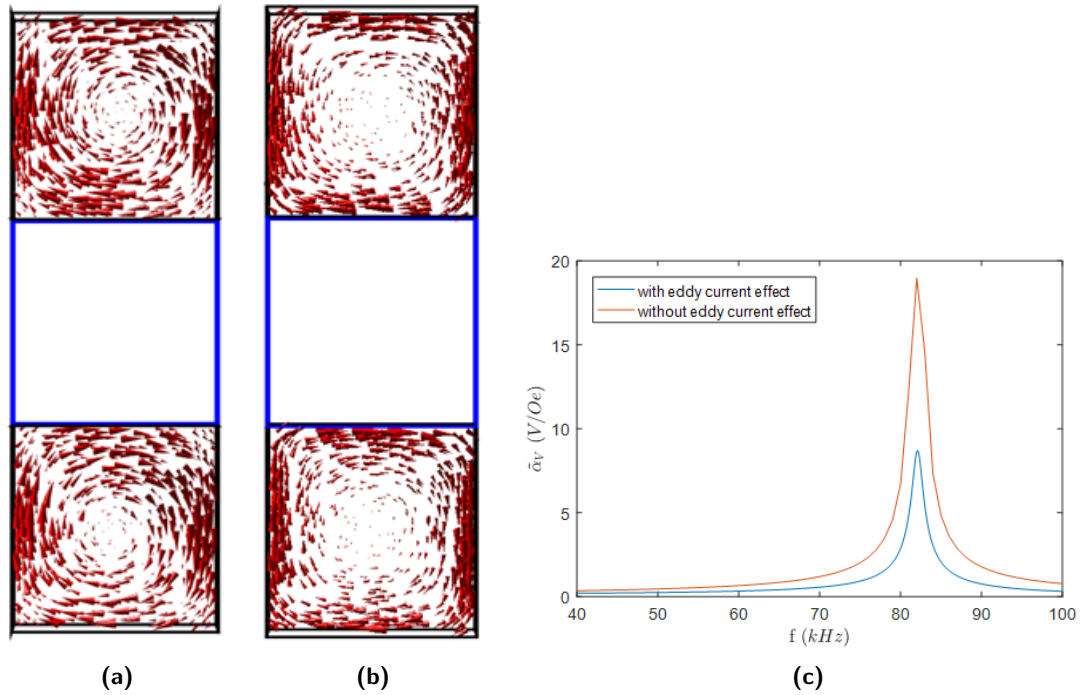 20
15
10
5
0
α̃_V (V/Oe)
with eddy current effect
without eddy current effect
40 50 60 70 80 90 100
f (kHz)
(a) (b) (c)